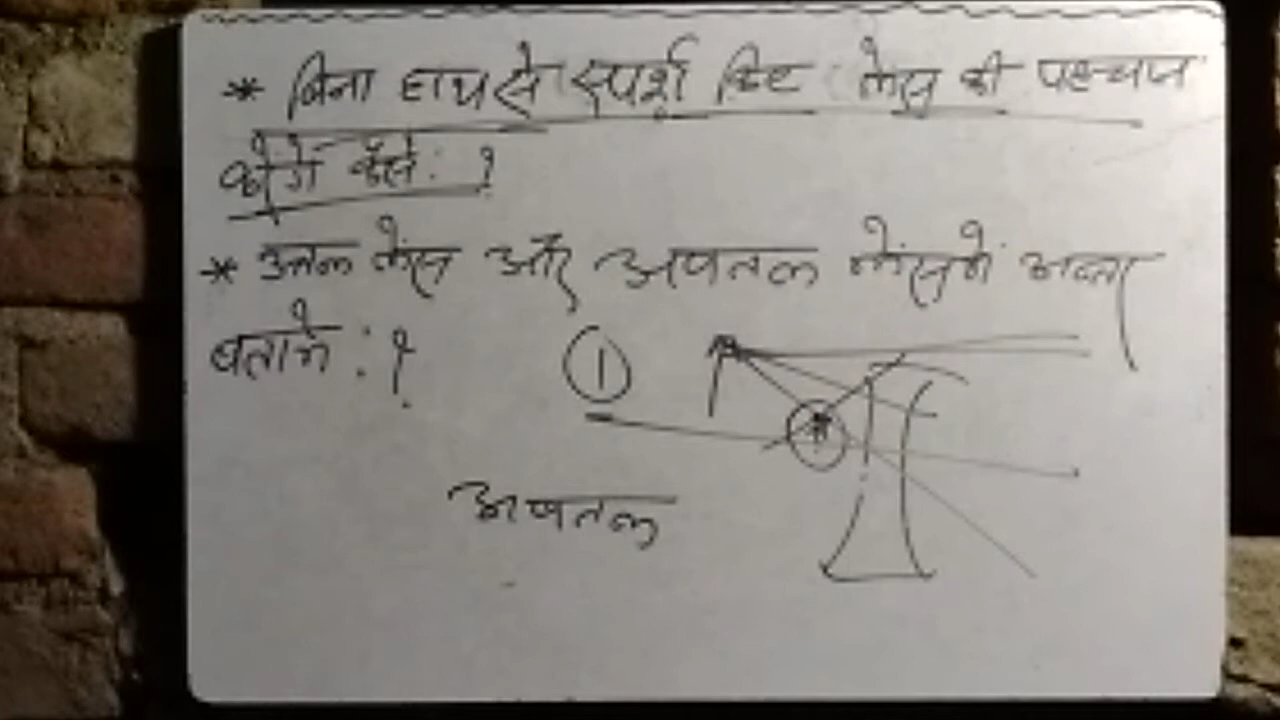 * बिना हाथ से स्पर्श किए लेंस की पहचान
करोगे कैसे : ?
* उत्तल लेंस और अवतल लेंस में अन्तर
बतावें : ?
①
अवतल